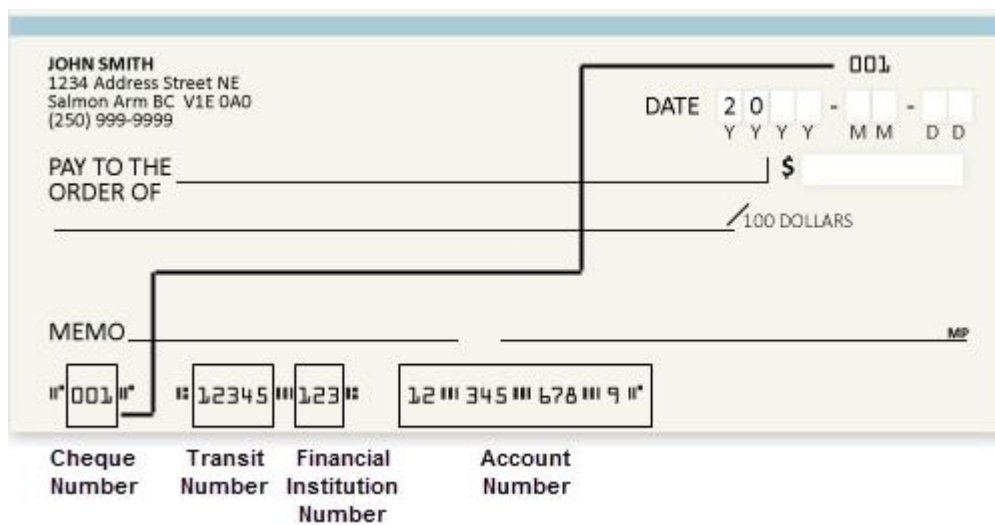 JOHN SMITH
1234 Address Street NE
Salmon Arm BC V1E 0A0
(250) 999-9999
001
DATE 2 0 - -
Y Y Y Y M M D D
PAY TO THE
ORDER OF $
/100 DOLLARS
MEMO MP
⑈001⑈ ⑆12345⑉123⑆ 12⑉345⑉678⑉9⑈
Cheque Transit Financial Account
Number Number Institution Number
Number